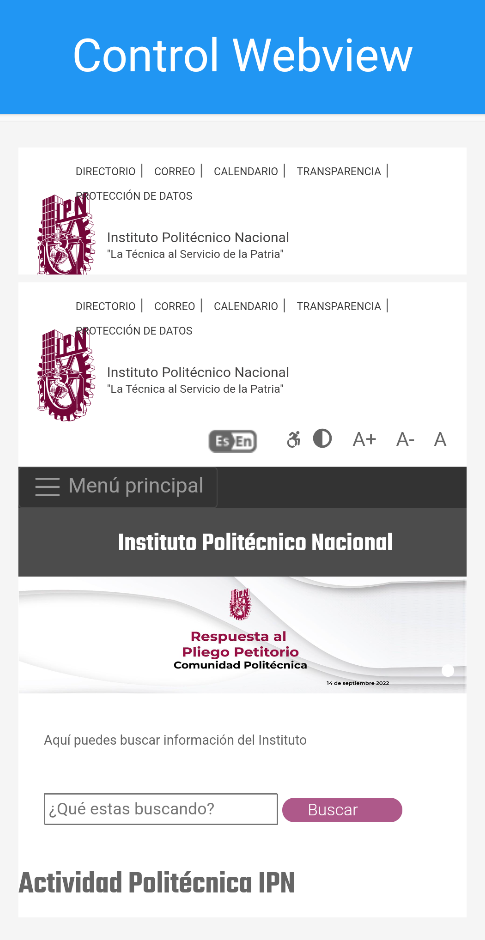 Control Webview
DIRECTORIO | CORREO | CALENDARIO | TRANSPARENCIA |
PROTECCIÓN DE DATOS
IPN
Instituto Politécnico Nacional
"La Técnica al Servicio de la Patria"
DIRECTORIO | CORREO | CALENDARIO | TRANSPARENCIA |
PROTECCIÓN DE DATOS
IPN
Instituto Politécnico Nacional
"La Técnica al Servicio de la Patria"
Es En A+ A- A
Menú principal
Instituto Politécnico Nacional
Respuesta al
Pliego Petitorio
Comunidad Politécnica
14 de septiembre 2022
Aquí puedes buscar información del Instituto
¿Qué estas buscando? Buscar
Actividad Politécnica IPN